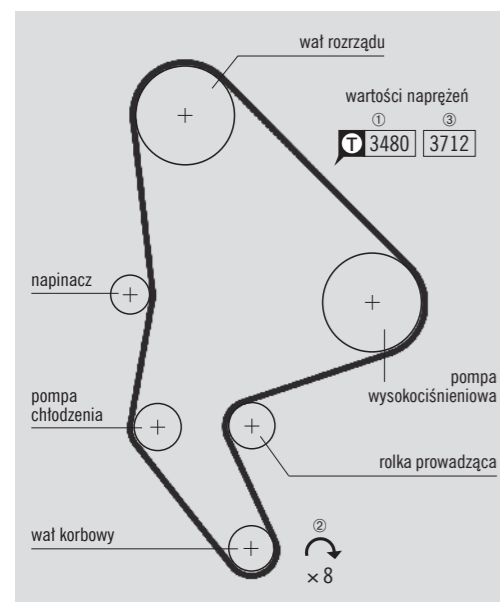 wał rozrządu
wartości naprężeń
① ③
T 3480 3712
napinacz
pompa
wysokociśnieniowa
pompa
chłodzenia
rolka prowadząca
wał korbowy
②
×8